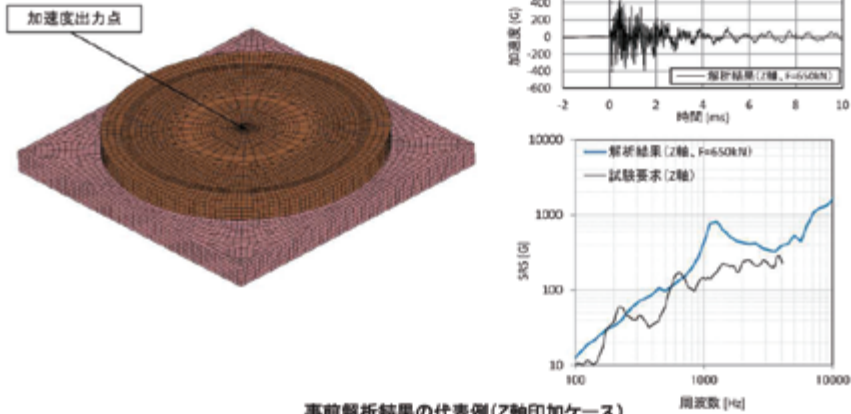 加速度出力点
加速度 (G)
400
200
0
-200
-400
-600
解析結果(Z軸、F=650kN)
-2 0 2 4 6 8 10
時間 [ms]
10000
1000
100
10
解析結果(Z軸、F=650kN)
試験要求(Z軸)
SRS [G]
100 1000 10000
周波数 [Hz]
事前解析結果の代表例(Z軸印加ケース)